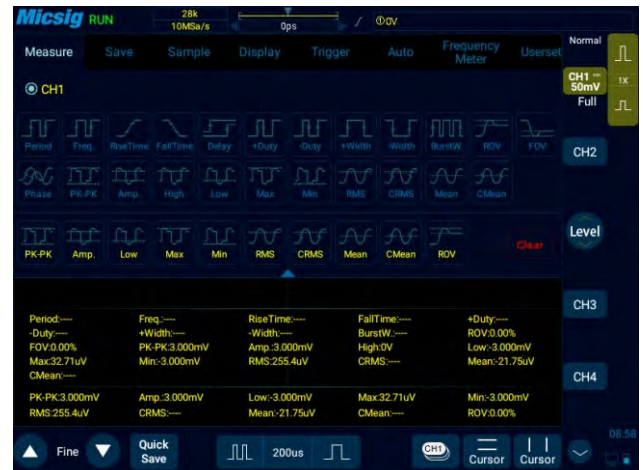 Micsig RUN 28k 10MSa/s 0ps ①0V
Measure Save Sample Display Trigger Auto Frequency Meter Userset Normal
CH1
CH1 50mV 1X
Full
Period Freq. RiseTime FallTime Delay +Duty -Duty +Width -Width BurstW. ROV FOV
CH2
Phase PK-PK Amp. High Low Max Min RMS CRMS Mean CMean
Level
PK-PK Amp. Low Max Min RMS CRMS Mean CMean ROV Clear
CH3
Period:---- Freq.:---- RiseTime:---- FallTime:---- +Duty:----
-Duty:---- +Width:---- -Width:---- BurstW.:---- ROV:0.00%
FOV:0.00% PK-PK:3.000mV Amp.:3.000mV High:0V Low:-3.000mV
Max:32.71uV Min:-3.000mV RMS:255.4uV CRMS:---- Mean:-21.75uV
CMean:----
CH4
PK-PK:3.000mV Amp.:3.000mV Low:-3.000mV Max:32.71uV Min:-3.000mV
RMS:255.4uV CRMS:---- Mean:-21.75uV CMean:---- ROV:0.00%
08:58
Fine Quick Save 200us CH1 Cursor Cursor